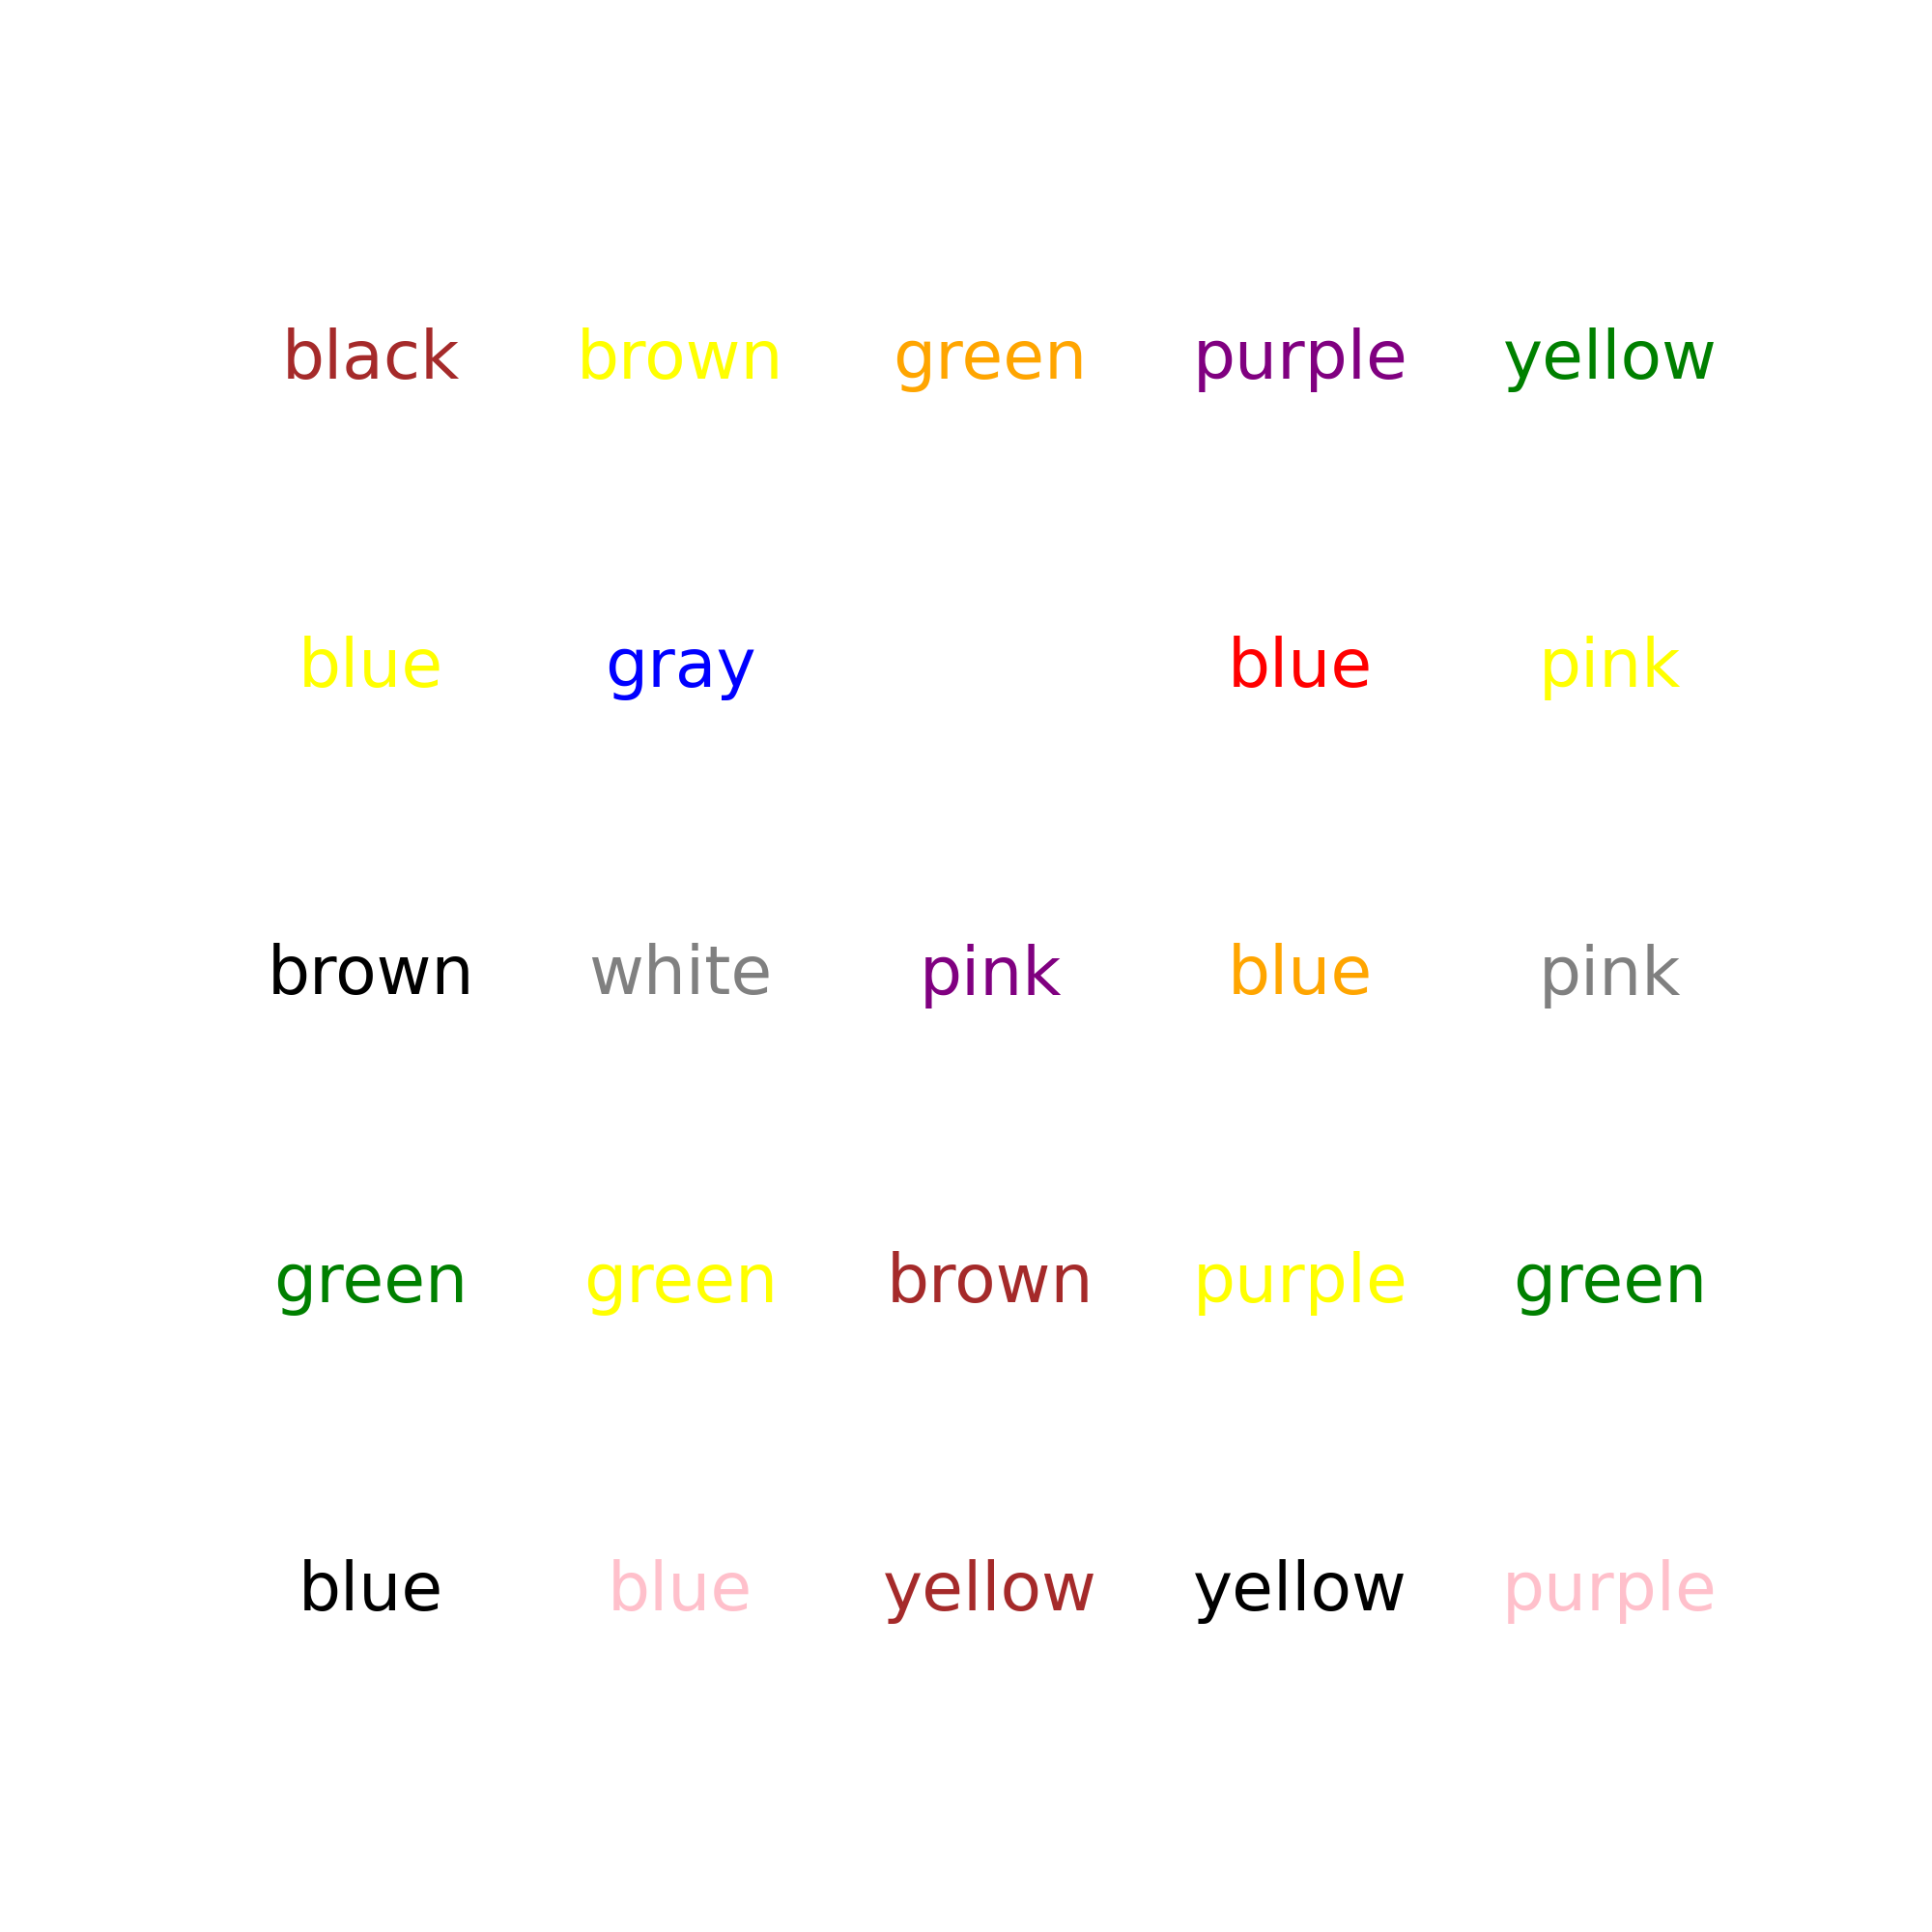 black brown green purple yellow
blue gray blue pink
brown white pink blue pink
green green brown purple green
blue blue yellow yellow purple